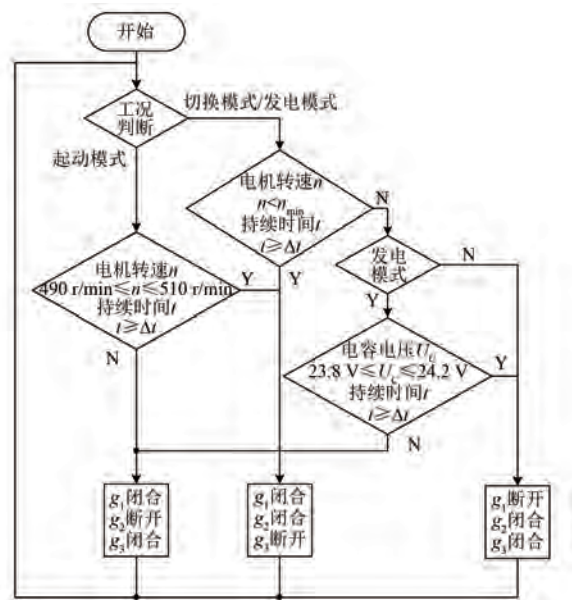 开始
工况
判断
切换模式/发电模式
起动模式
电机转速n
n<n_min
持续时间t
t≥Δt
N
Y
电机转速n
490 r/min≤n≤510 r/min
持续时间t
t≥Δt
Y
N
发电
模式
N
Y
电容电压U_C
23.8 V≤U_C≤24.2 V
持续时间t
t≥Δt
Y
N
g₁闭合
g₂断开
g₃闭合
g₁闭合
g₂闭合
g₃断开
g₁断开
g₂闭合
g₃闭合